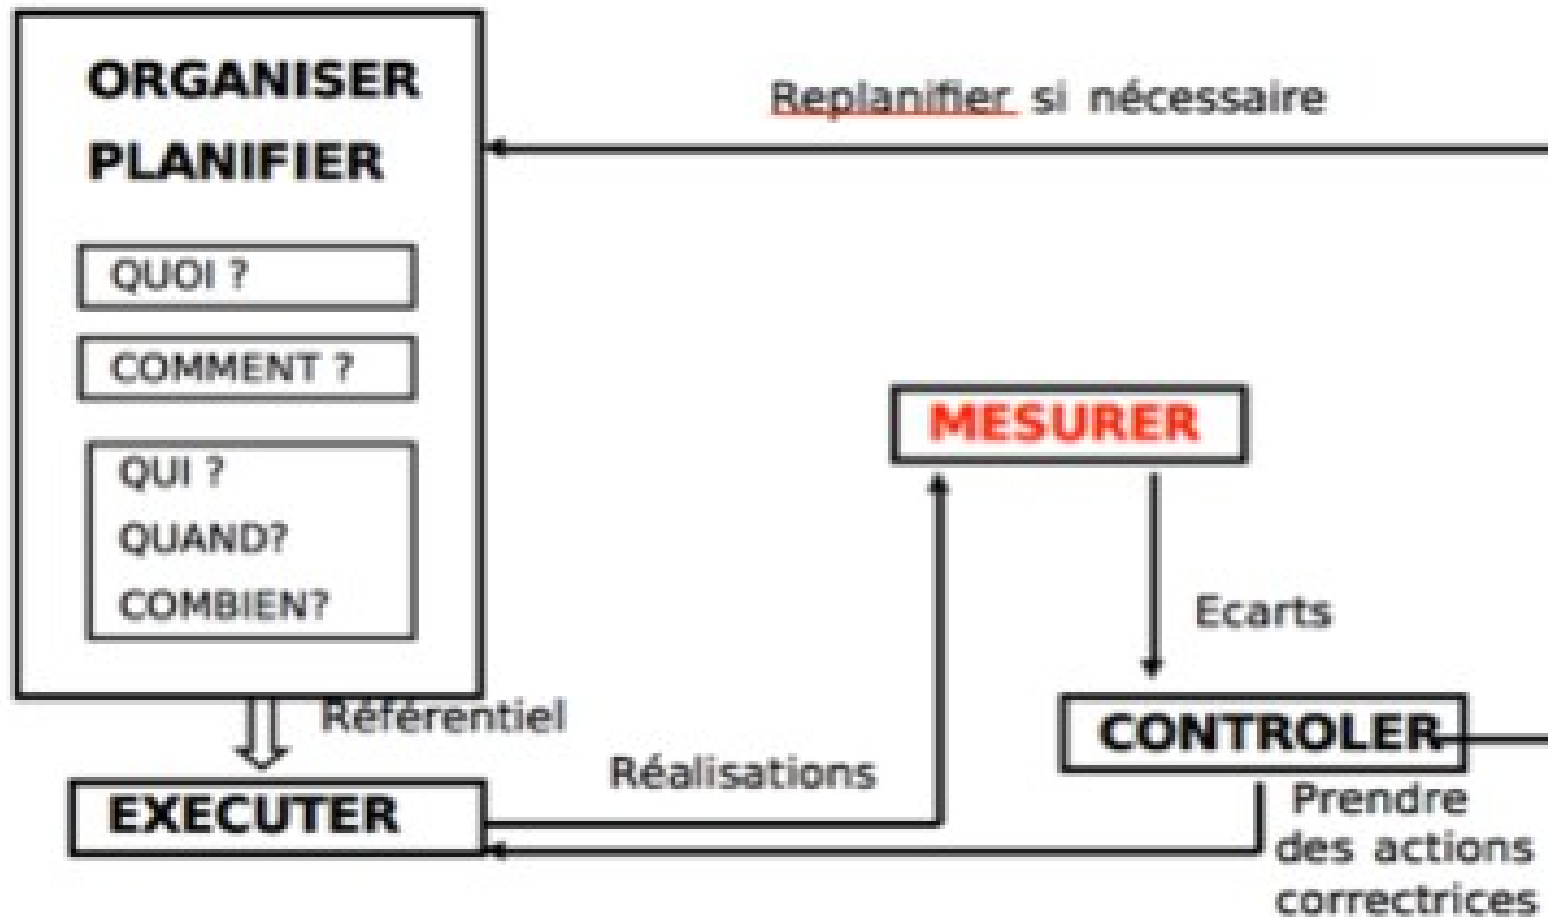 ORGANISER
PLANIFIER
QUOI ?
COMMENT ?
QUI ?
QUAND?
COMBIEN?
Référentiel
EXECUTER
Réalisations
Replanifier si nécessaire
MESURER
Ecarts
CONTROLER
Prendre
des actions
correctrices